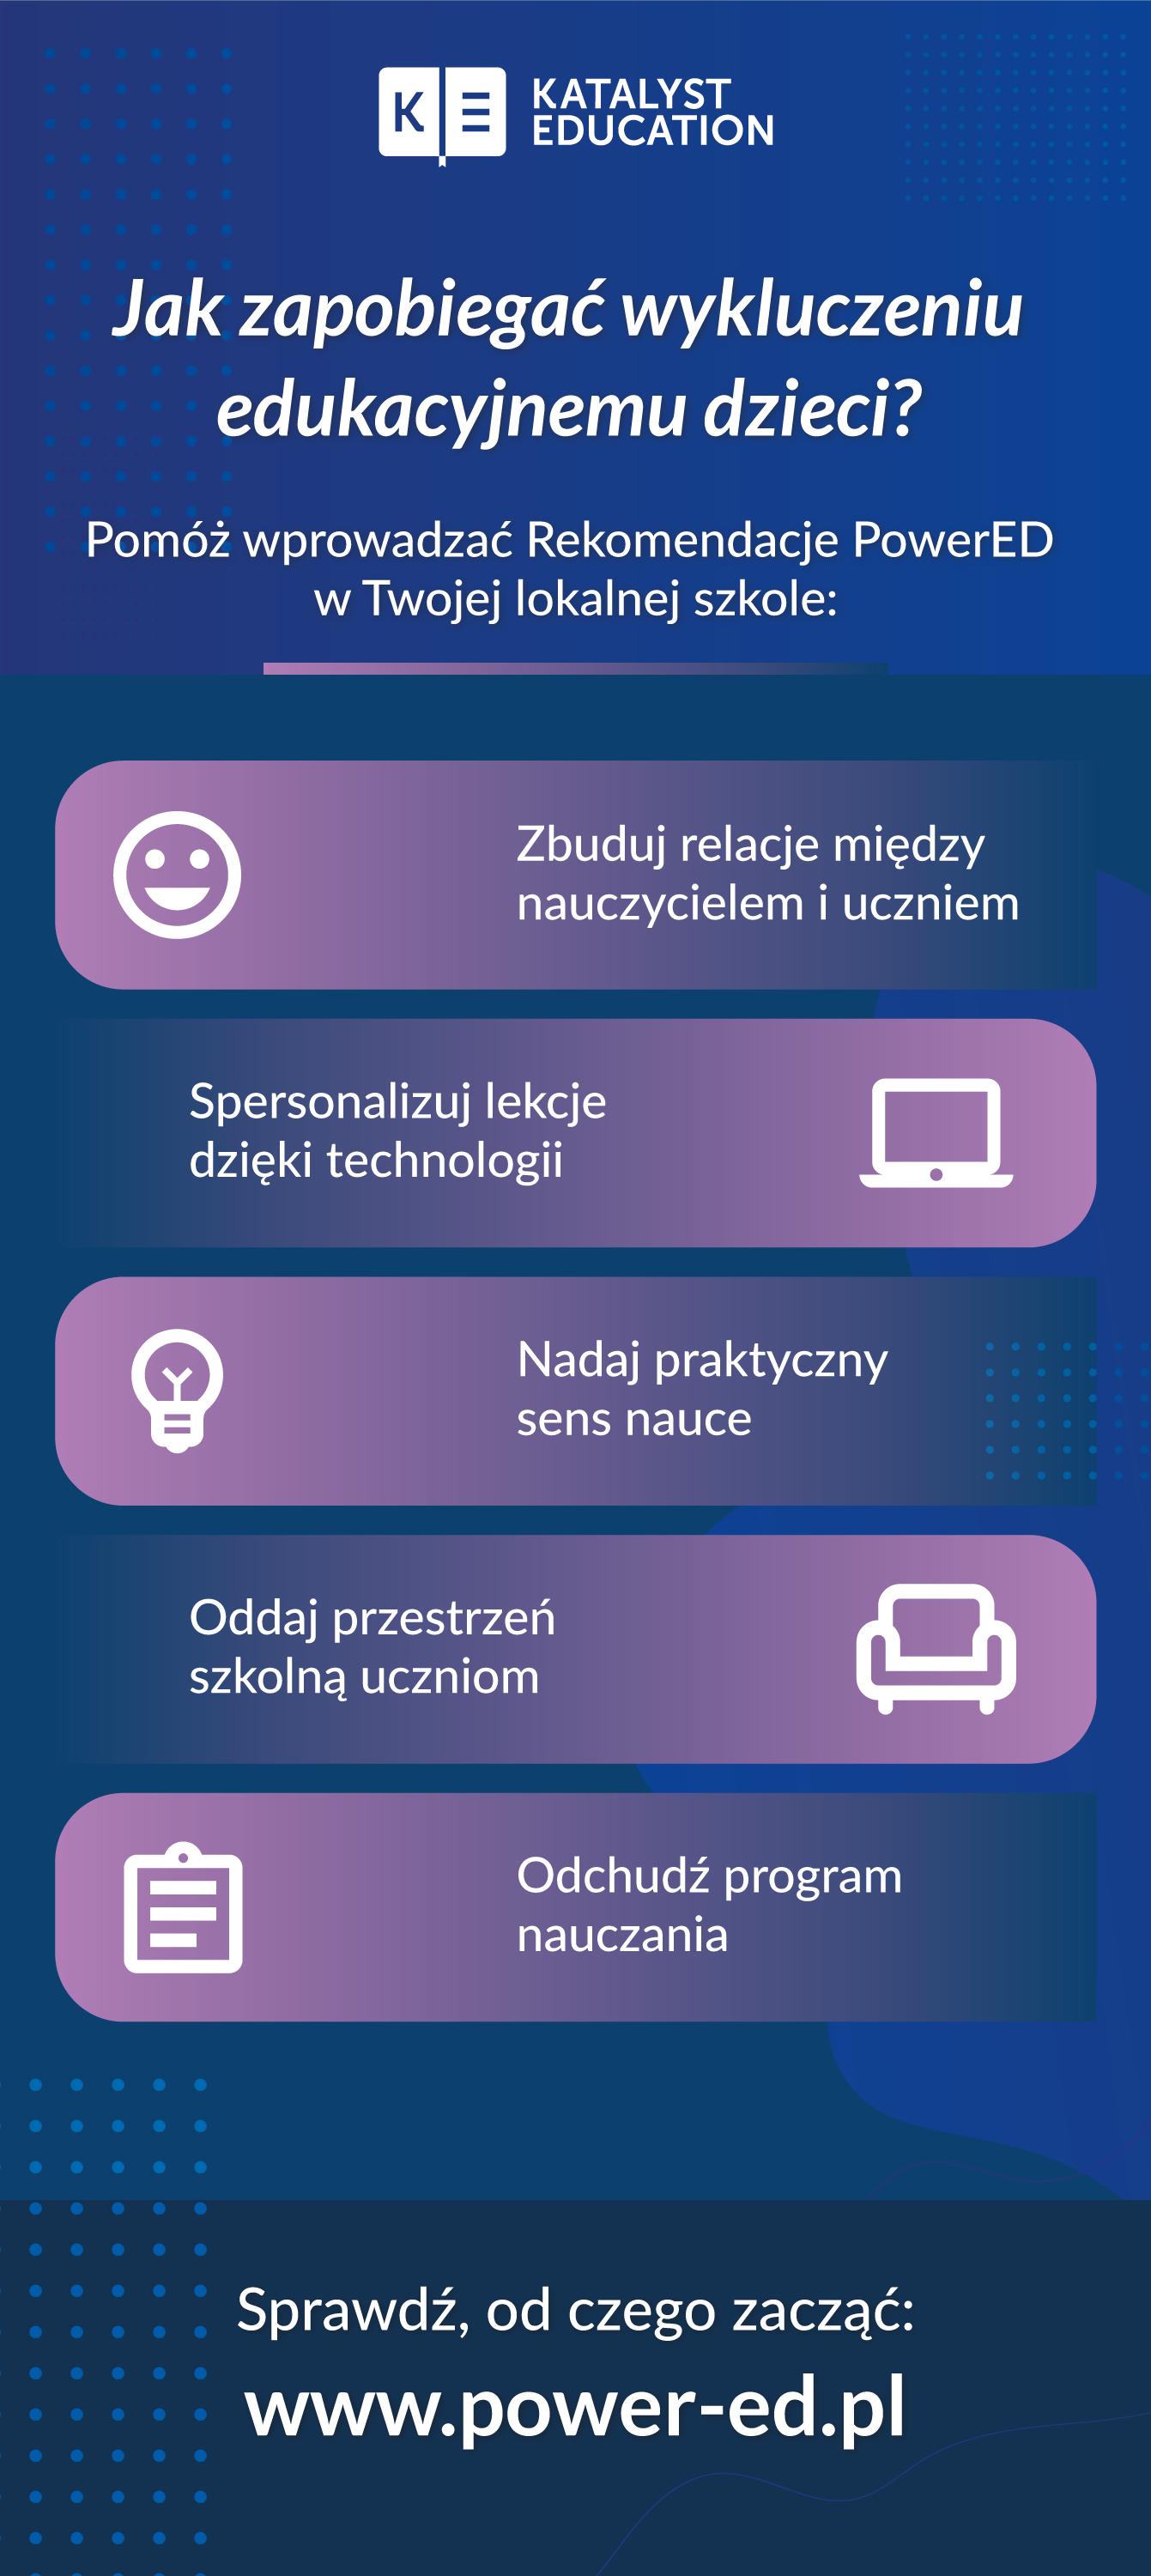 KE KATALYST
EDUCATION
Jak zapobiegać wykluczeniu
edukacyjnemu dzieci?
Pomóż wprowadzać Rekomendacje PowerED
w Twojej lokalnej szkole:
Zbuduj relacje między
nauczycielem i uczniem
Spersonalizuj lekcje
dzięki technologii
Nadaj praktyczny
sens nauce
Oddaj przestrzeń
szkolną uczniom
Odchudź program
nauczania
Sprawdź, od czego zacząć:
www.power-ed.pl